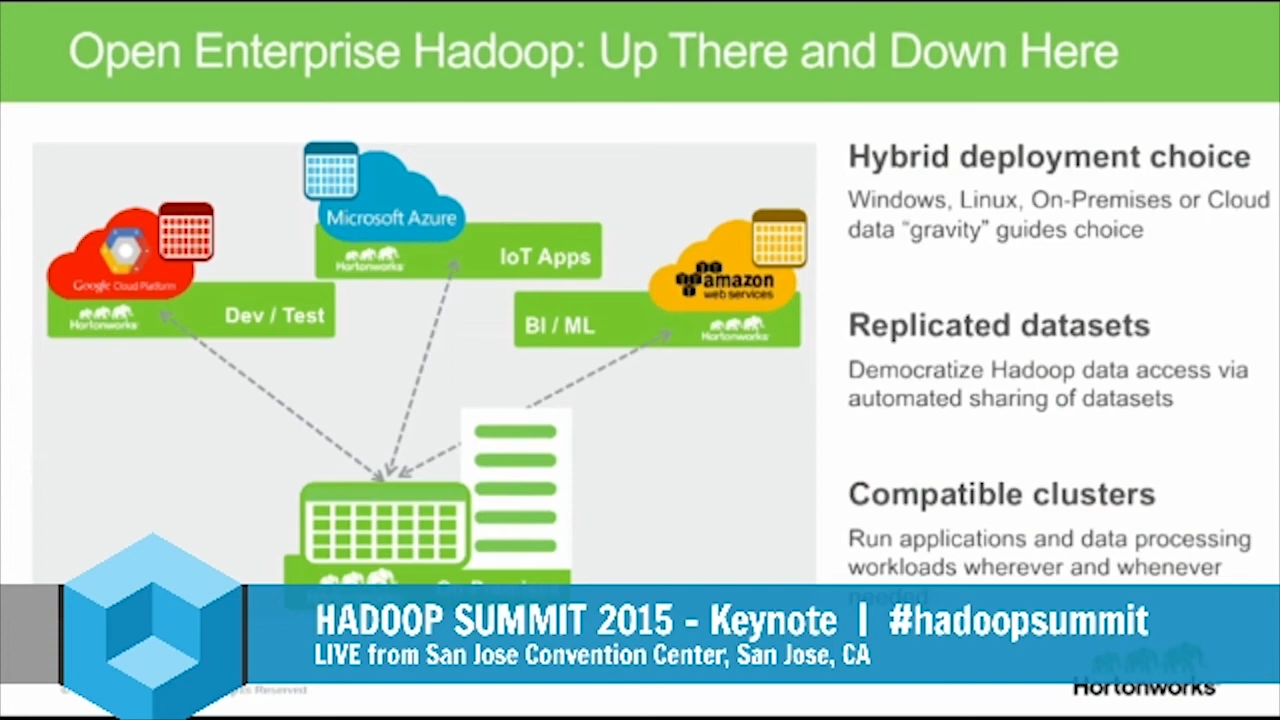 Open Enterprise Hadoop: Up There and Down Here
Microsoft Azure
Hortonworks
IoT Apps
Google Cloud Platform
Hortonworks
Dev / Test
amazon
web services
BI / ML
Hortonworks
Hybrid deployment choice
Windows, Linux, On-Premises or Cloud
data “gravity” guides choice
Replicated datasets
Democratize Hadoop data access via
automated sharing of datasets
Compatible clusters
Run applications and data processing
workloads wherever and whenever
needed
HADOOP SUMMIT 2015 - Keynote | #hadoopsummit
LIVE from San Jose Convention Center, San Jose, CA
Reserved
Hortonworks